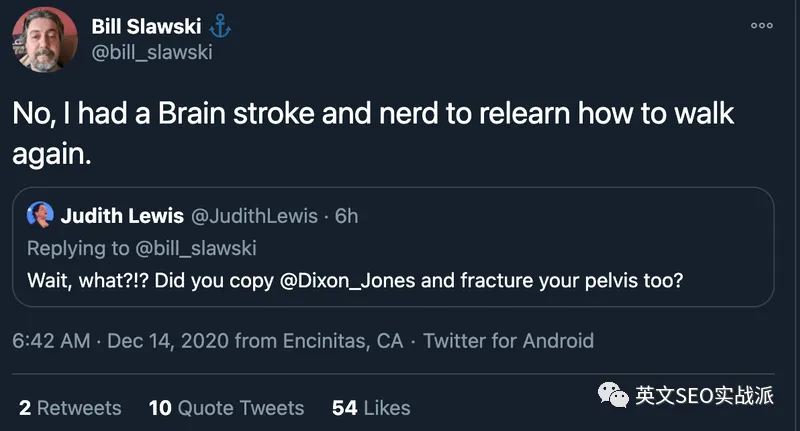 Bill Slawski
@bill_slawski
No, I had a Brain stroke and nerd to relearn how to walk
again.
Judith Lewis @JudithLewis · 6h
Replying to @bill_slawski
Wait, what?!? Did you copy @Dixon_Jones and fracture your pelvis too?
6:42 AM · Dec 14, 2020 from Encinitas, CA · Twitter for Android
2 Retweets 10 Quote Tweets 54 Likes
英文SEO实战派